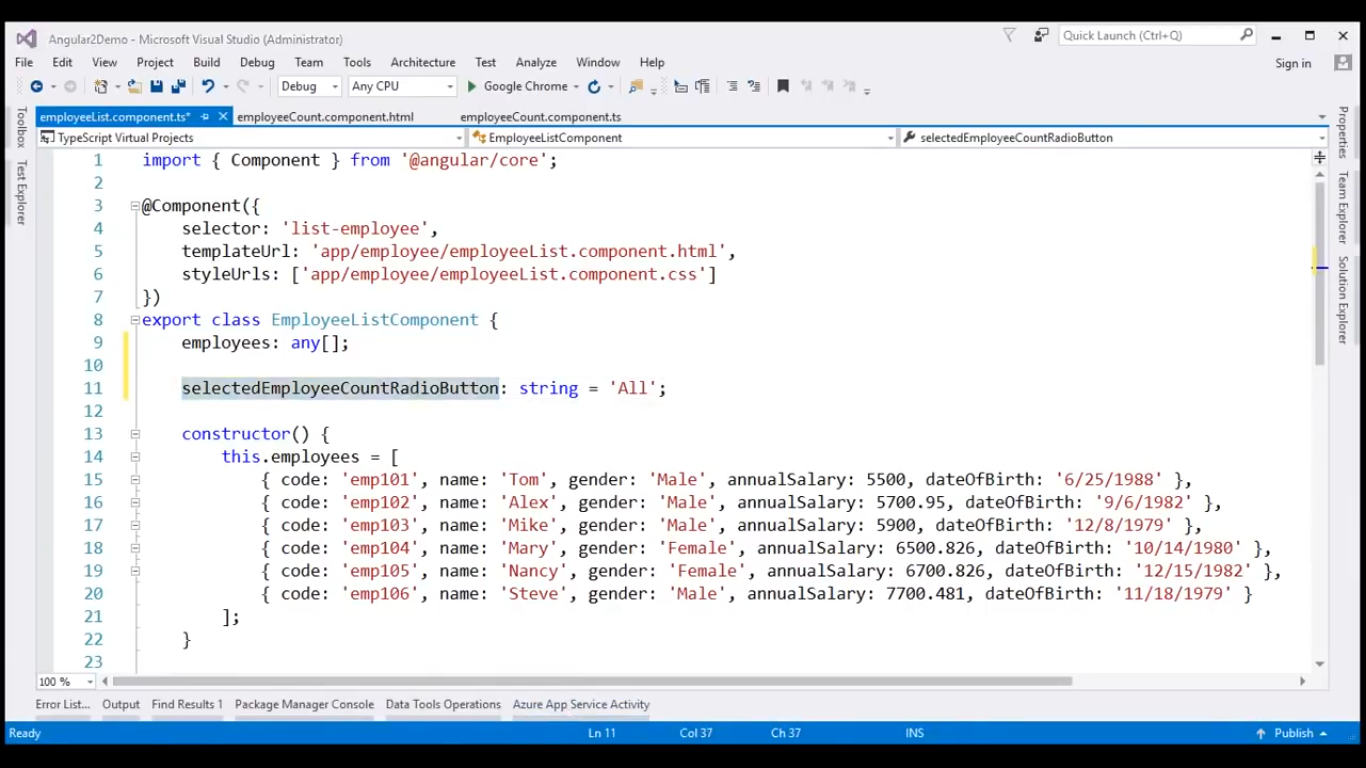 Angular2Demo - Microsoft Visual Studio (Administrator)
Quick Launch (Ctrl+Q)
File Edit View Project Build Debug Team Tools Architecture Test Analyze Window Help
Sign in
Debug Any CPU Google Chrome
employeeList.component.ts* employeeCount.component.html employeeCount.component.ts
TypeScript Virtual Projects EmployeeListComponent selectedEmployeeCountRadioButton
Toolbox
Test Explorer
1 import { Component } from '@angular/core';
2
3 @Component({
4 selector: 'list-employee',
5 templateUrl: 'app/employee/employeeList.component.html',
6 styleUrls: ['app/employee/employeeList.component.css']
7 })
8 export class EmployeeListComponent {
9 employees: any[];
10
11 selectedEmployeeCountRadioButton: string = 'All';
12
13 constructor() {
14 this.employees = [
15 { code: 'emp101', name: 'Tom', gender: 'Male', annualSalary: 5500, dateOfBirth: '6/25/1988' },
16 { code: 'emp102', name: 'Alex', gender: 'Male', annualSalary: 5700.95, dateOfBirth: '9/6/1982' },
17 { code: 'emp103', name: 'Mike', gender: 'Male', annualSalary: 5900, dateOfBirth: '12/8/1979' },
18 { code: 'emp104', name: 'Mary', gender: 'Female', annualSalary: 6500.826, dateOfBirth: '10/14/1980' },
19 { code: 'emp105', name: 'Nancy', gender: 'Female', annualSalary: 6700.826, dateOfBirth: '12/15/1982' },
20 { code: 'emp106', name: 'Steve', gender: 'Male', annualSalary: 7700.481, dateOfBirth: '11/18/1979' }
21 ];
22 }
23
Properties
Team Explorer
Solution Explorer
100 %
Error List... Output Find Results 1 Package Manager Console Data Tools Operations Azure App Service Activity
Ready Ln 11 Col 37 Ch 37 INS Publish